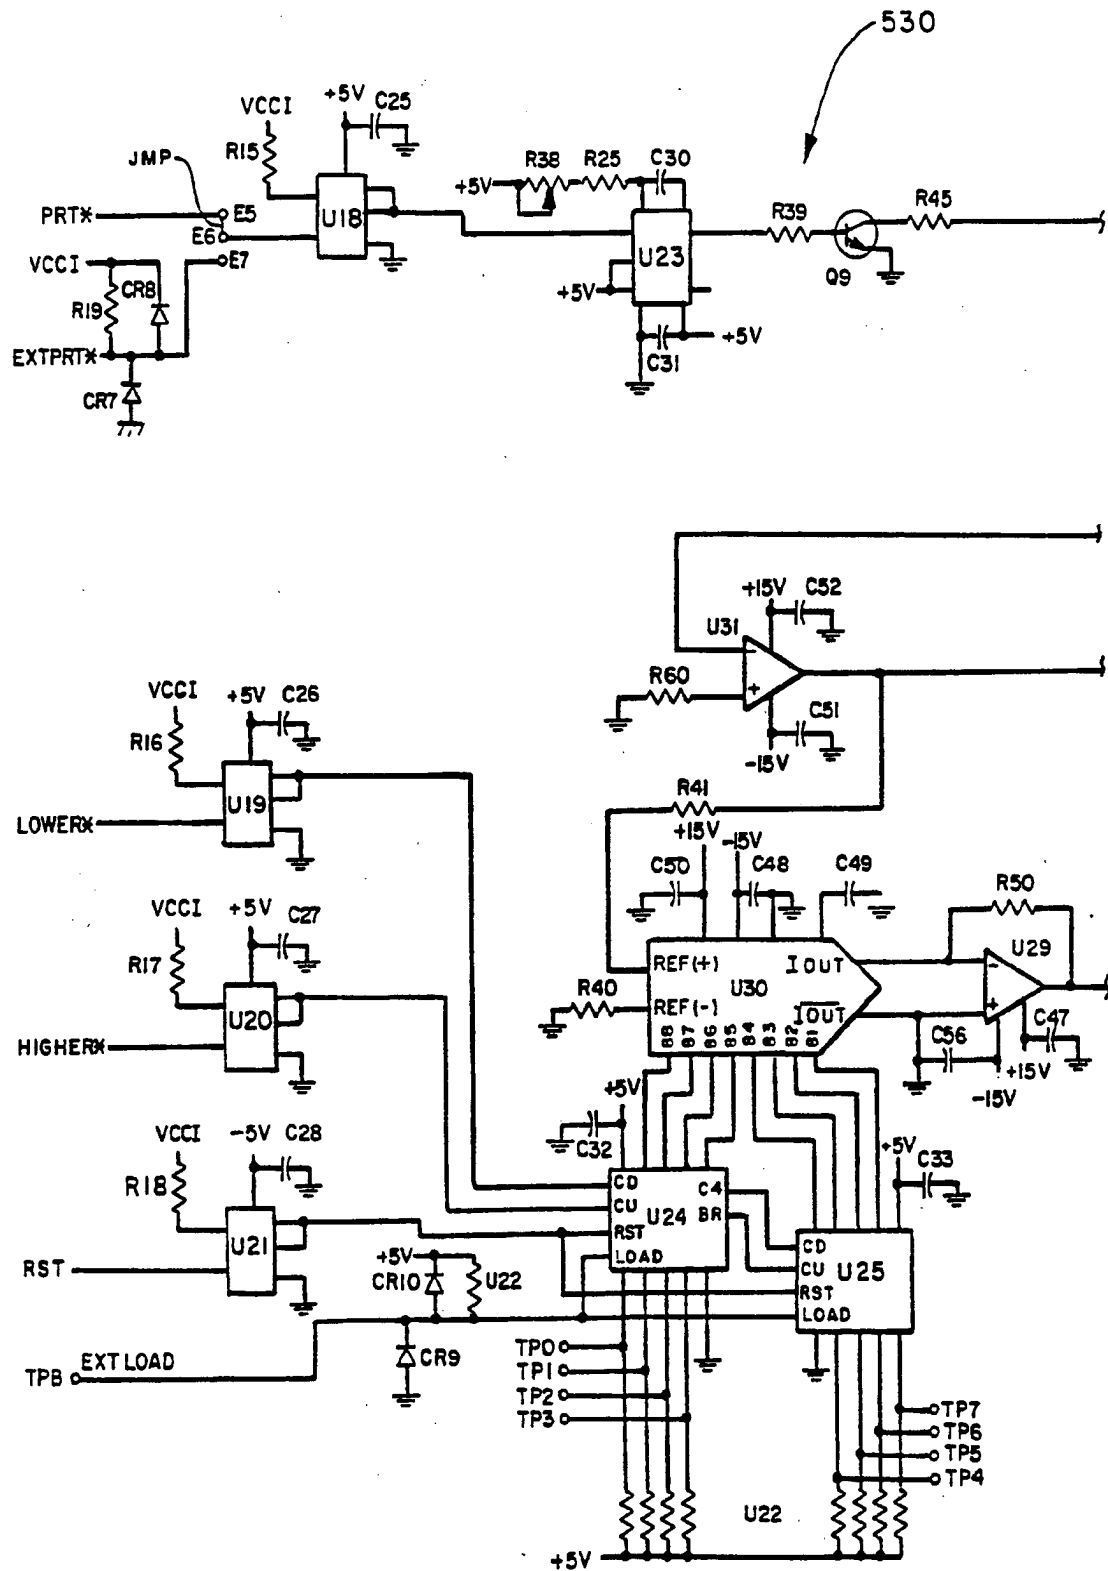 530
+5V
C25
VCCI
R15
JMP
U18
PRTX
E5
E6
E7
VCCI
CR8
R19
EXTPRTX
CR7
+5V
R38
R25
C30
U23
+5V
C31
+5V
R39
Q9
R45
+15V
C52
U31
-
+
R60
C51
-15V
VCCI
+5V
C26
R16
U19
LOWERX
R41
+15V
-15V
C50
C48
C49
R50
VCCI
+5V
C27
R17
U20
HIGHERX
REF(+)
IOUT
U30
REF(-)
IOUT
R40
B8 B7 B6 B5 B4 B3 B2 B1
U29
-
+
C47
C56
+15V
-15V
+5V
C32
VCCI
-5V
C28
R18
U21
RST
CD
CU
RST
LOAD
U24
C4
BR
+5V
C33
CD
CU
RST
LOAD
U25
+5V
CR10
U22
CR9
EXT LOAD
TPB
TP0
TP1
TP2
TP3
TP7
TP6
TP5
TP4
U22
+5V